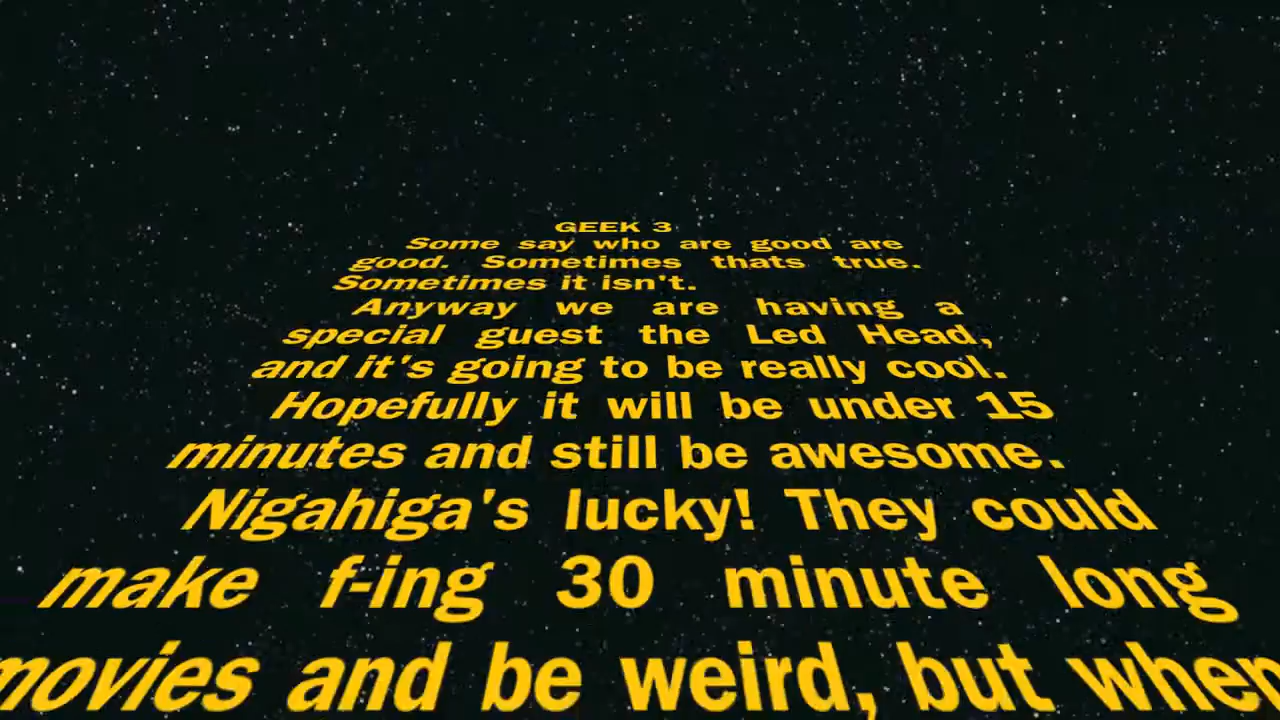 GEEK 3
Some say who are good are
good. Sometimes thats true.
Sometimes it isn't.
Anyway we are having a
special guest the Led Head,
and it's going to be really cool.
Hopefully it will be under 15
minutes and still be awesome.
Nigahiga's lucky! They could
make f-ing 30 minute long
movies and be weird, but when